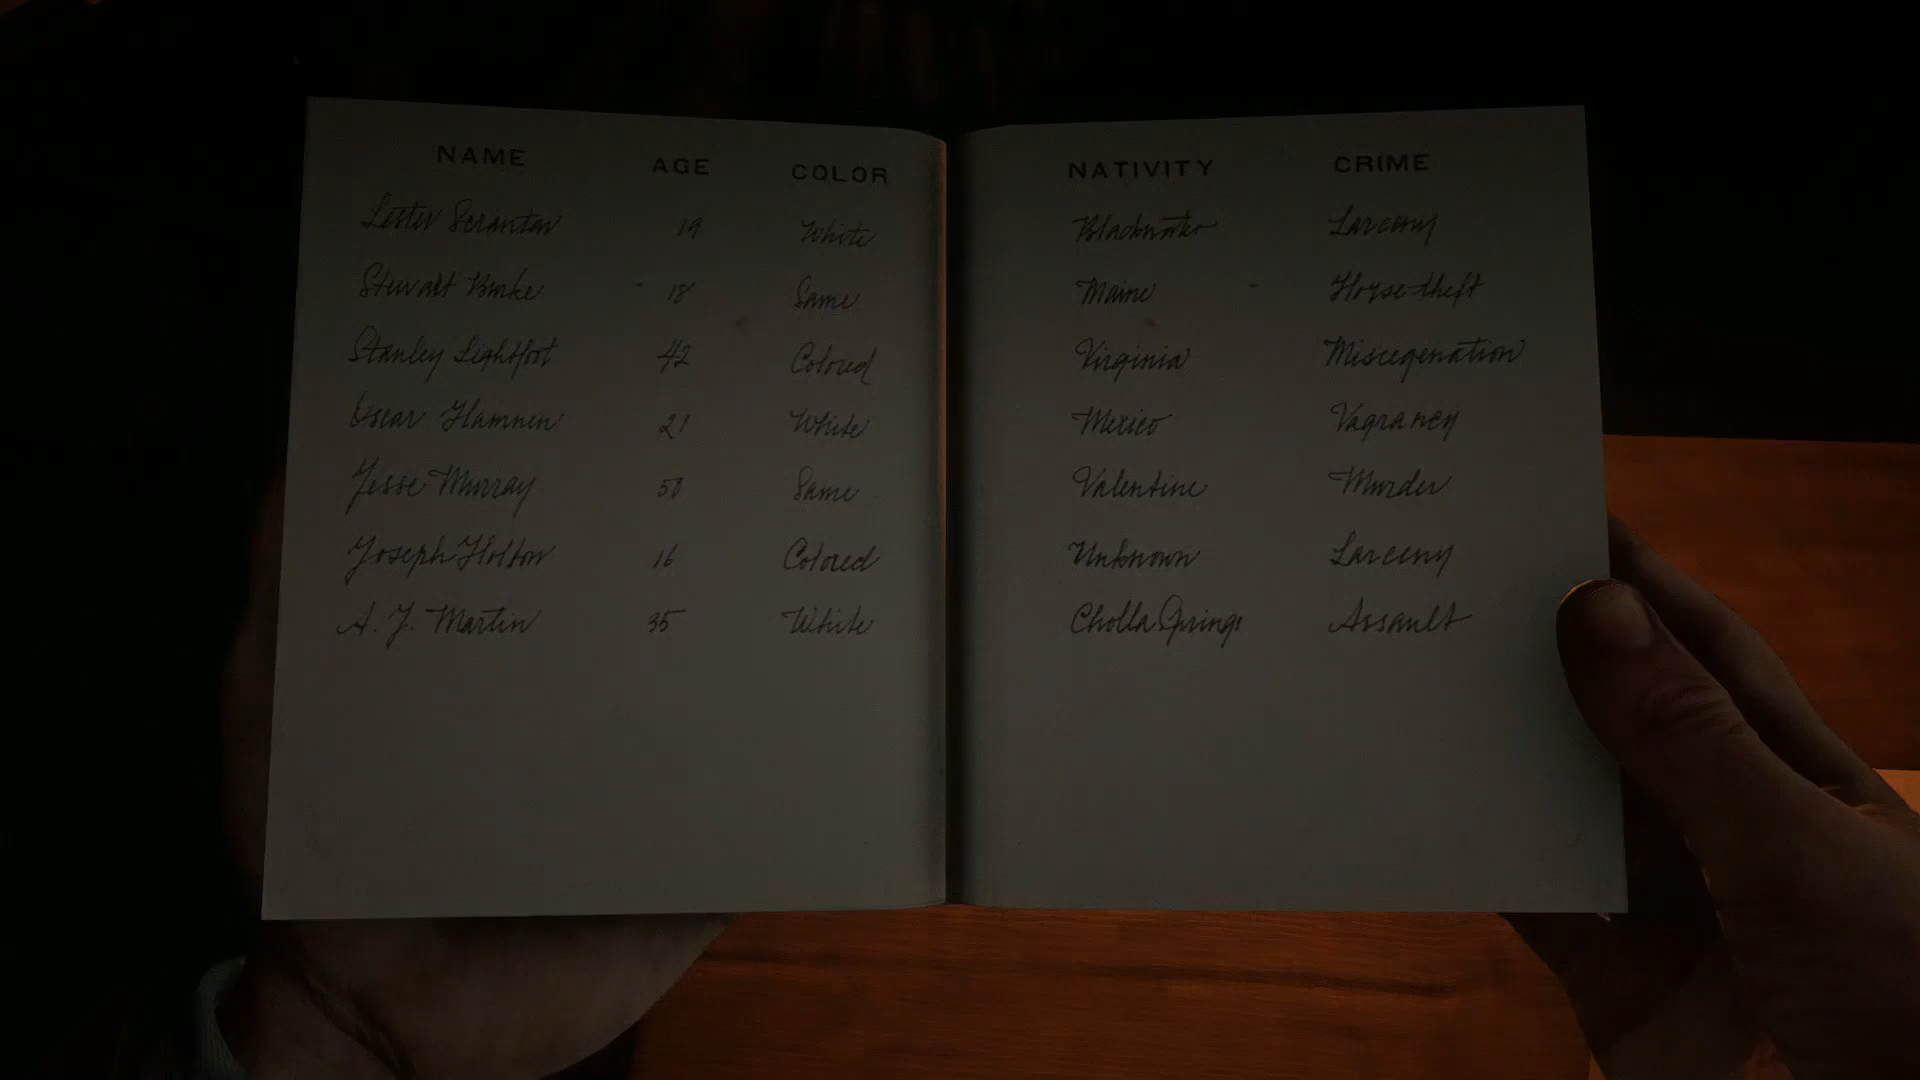 NAME AGE COLOR NATIVITY CRIME
Lester Scranton 19 White Blackwater Larceny
Stewart Burke 18 Same Maine Horse-theft
Stanley Lightfoot 42 Colored Virginia Miscegenation
Oscar Hamnen 21 White Mexico Vagrancy
Jesse Murray 50 Same Valentine Murder
Joseph Holton 16 Colored Unknown Larceny
A. J. Martin 35 White Cholla Springs Assault